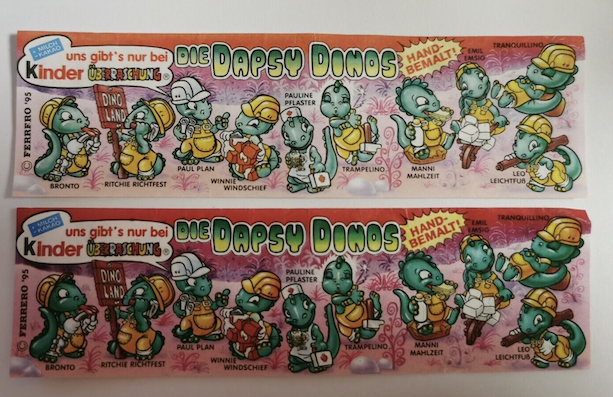 MILCH
KAKAO
uns gibt's nur bei
kinder ÜBERRASCHUNG®
DIE DAPSY DINOS
HAND-
BEMALT!
EMIL
EMSIG
TRANQUILLINO
© FERRERO '95
DINO
LAND
PAULINE
PFLASTER
BRONTO
RITCHIE RICHTFEST
PAUL PLAN
WINNIE
WINDSCHIEF
TRAMPELINO
MANNI
MAHLZEIT
LEO
LEICHTFUß
MILCH
KAKAO
uns gibt's nur bei
kinder ÜBERRASCHUNG®
DIE DAPSY DINOS
HAND-
BEMALT!
EMIL
EMSIG
TRANQUILLINO
© FERRERO '95
DINO
LAND
PAULINE
PFLASTER
BRONTO
RITCHIE RICHTFEST
PAUL PLAN
WINNIE
WINDSCHIEF
TRAMPELINO
MANNI
MAHLZEIT
LEO
LEICHTFUß